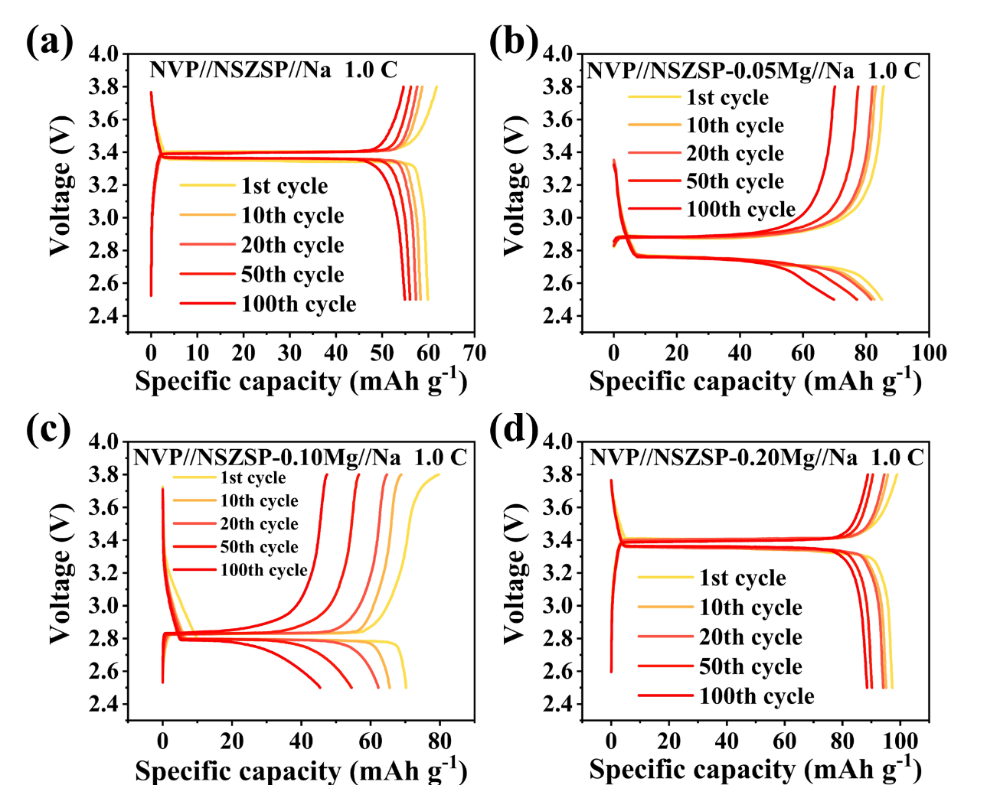 (a)
NVP//NSZSP//Na 1.0 C
4.0
3.8
3.6
3.4
3.2
3.0
2.8
2.6
2.4
Voltage (V)
1st cycle
10th cycle
20th cycle
50th cycle
100th cycle
0 10 20 30 40 50 60 70
Specific capacity (mAh g⁻¹)
(b)
NVP//NSZSP-0.05Mg//Na 1.0 C
4.0
3.8
3.6
3.4
3.2
3.0
2.8
2.6
2.4
Voltage (V)
1st cycle
10th cycle
20th cycle
50th cycle
100th cycle
0 20 40 60 80 100
Specific capacity (mAh g⁻¹)
(c)
NVP//NSZSP-0.10Mg//Na 1.0 C
4.0
3.8
3.6
3.4
3.2
3.0
2.8
2.6
2.4
Voltage (V)
1st cycle
10th cycle
20th cycle
50th cycle
100th cycle
0 20 40 60 80
Specific capacity (mAh g⁻¹)
(d)
NVP//NSZSP-0.20Mg//Na 1.0 C
4.0
3.8
3.6
3.4
3.2
3.0
2.8
2.6
2.4
Voltage (V)
1st cycle
10th cycle
20th cycle
50th cycle
100th cycle
0 20 40 60 80 100
Specific capacity (mAh g⁻¹)